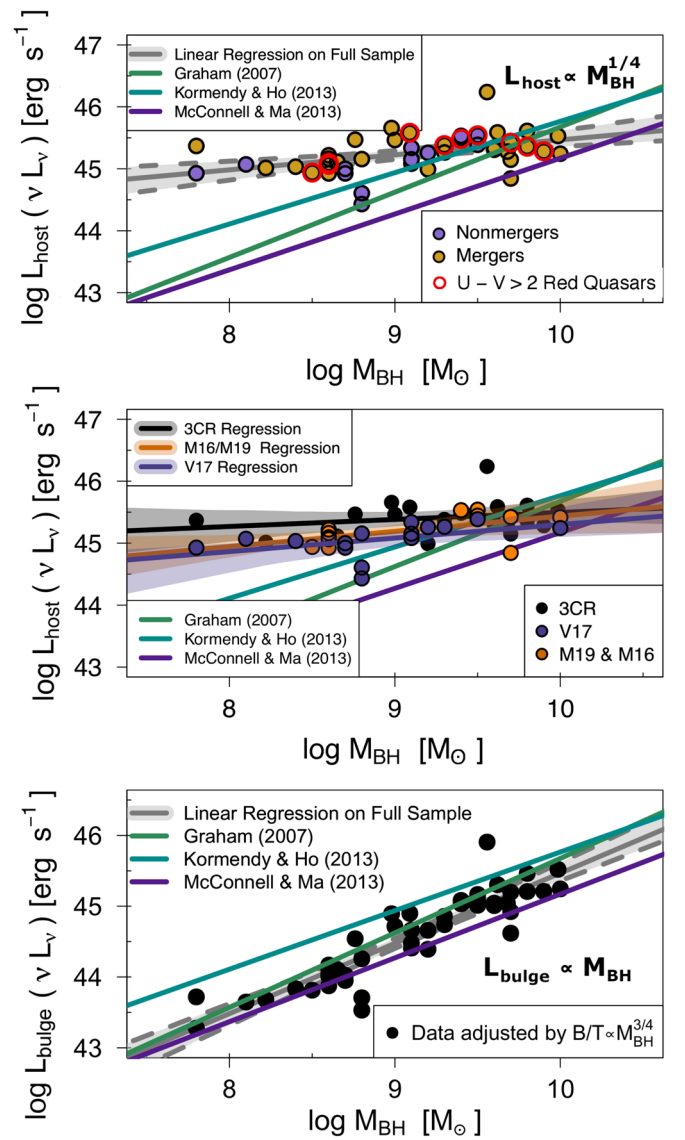 47
46
45
44
43
log L_host ( ν L_ν ) [erg s^−1]
Linear Regression on Full Sample
Graham (2007)
Kormendy & Ho (2013)
McConnell & Ma (2013)
L_host ∝ M_BH^1/4
Nonmergers
Mergers
U − V > 2 Red Quasars
8 9 10
log M_BH [M_⊙]
47
46
45
44
43
log L_host ( ν L_ν ) [erg s^−1]
3CR Regression
M16/M19 Regression
V17 Regression
Graham (2007)
Kormendy & Ho (2013)
McConnell & Ma (2013)
3CR
V17
M19 & M16
8 9 10
log M_BH [M_⊙]
46
45
44
43
log L_bulge ( ν L_ν ) [erg s^−1]
Linear Regression on Full Sample
Graham (2007)
Kormendy & Ho (2013)
McConnell & Ma (2013)
L_bulge ∝ M_BH
Data adjusted by B/T∝M_BH^3/4
8 9 10
log M_BH [M_⊙]